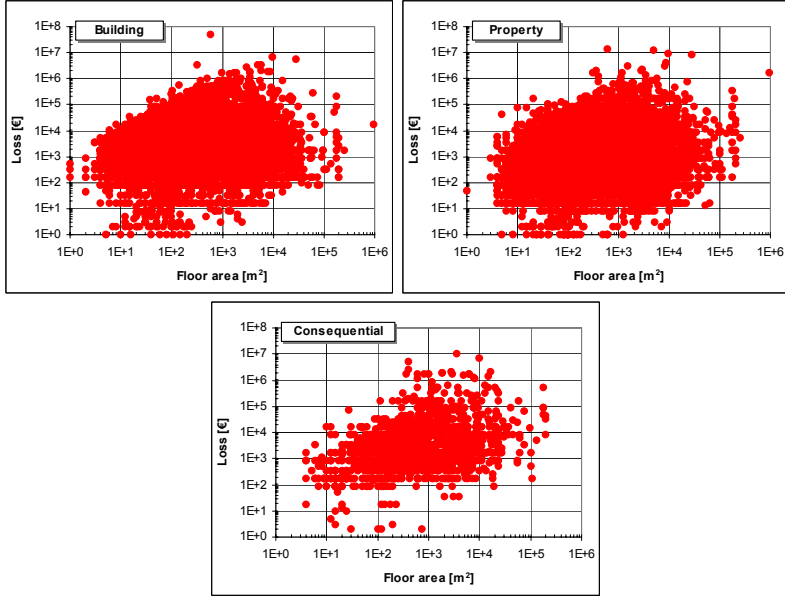 Building
1E+8
1E+7
1E+6
1E+5
1E+4
1E+3
1E+2
1E+1
1E+0
Loss [€]
1E+0 1E+1 1E+2 1E+3 1E+4 1E+5 1E+6
Floor area [m²]
Property
1E+8
1E+7
1E+6
1E+5
1E+4
1E+3
1E+2
1E+1
1E+0
Loss [€]
1E+0 1E+1 1E+2 1E+3 1E+4 1E+5 1E+6
Floor area [m²]
Consequential
1E+8
1E+7
1E+6
1E+5
1E+4
1E+3
1E+2
1E+1
1E+0
Loss [€]
1E+0 1E+1 1E+2 1E+3 1E+4 1E+5 1E+6
Floor area [m²]